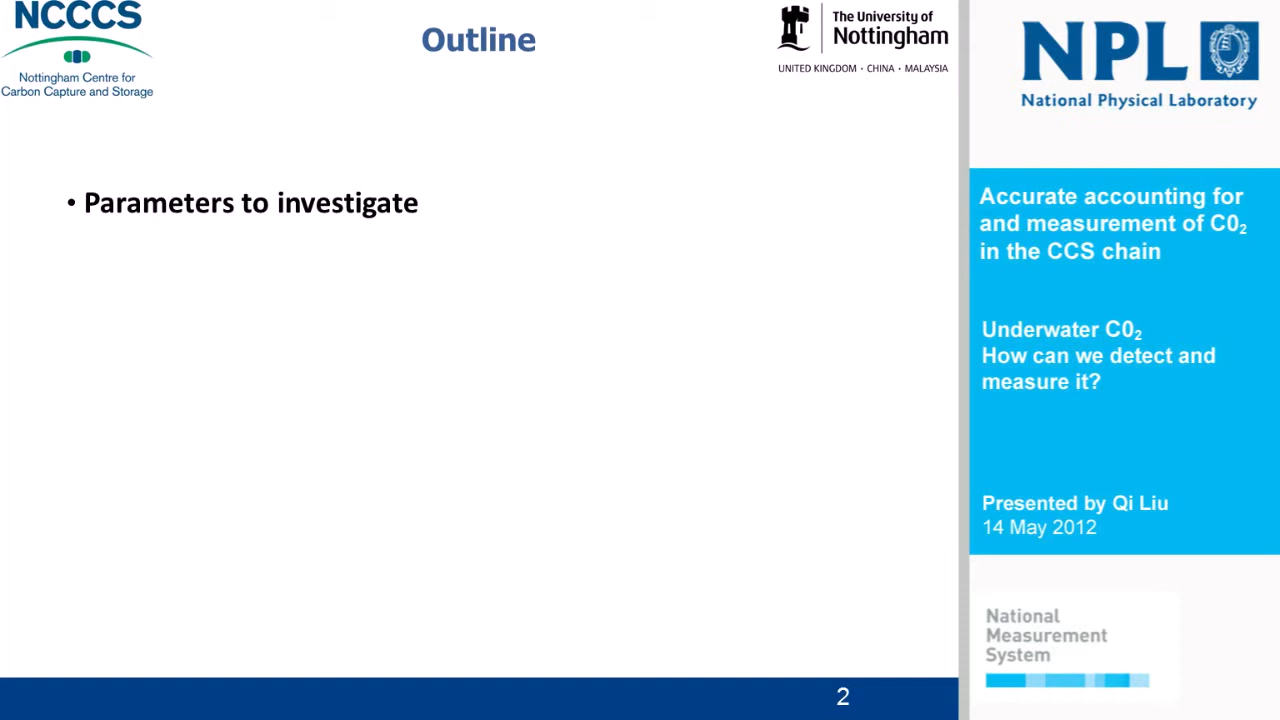 NCCCS
Nottingham Centre for
Carbon Capture and Storage
Outline
The University of
Nottingham
UNITED KINGDOM · CHINA · MALAYSIA
• Parameters to investigate
2
NPL
National Physical Laboratory
Accurate accounting for
and measurement of C0₂
in the CCS chain
Underwater C0₂
How can we detect and
measure it?
Presented by Qi Liu
14 May 2012
National
Measurement
System